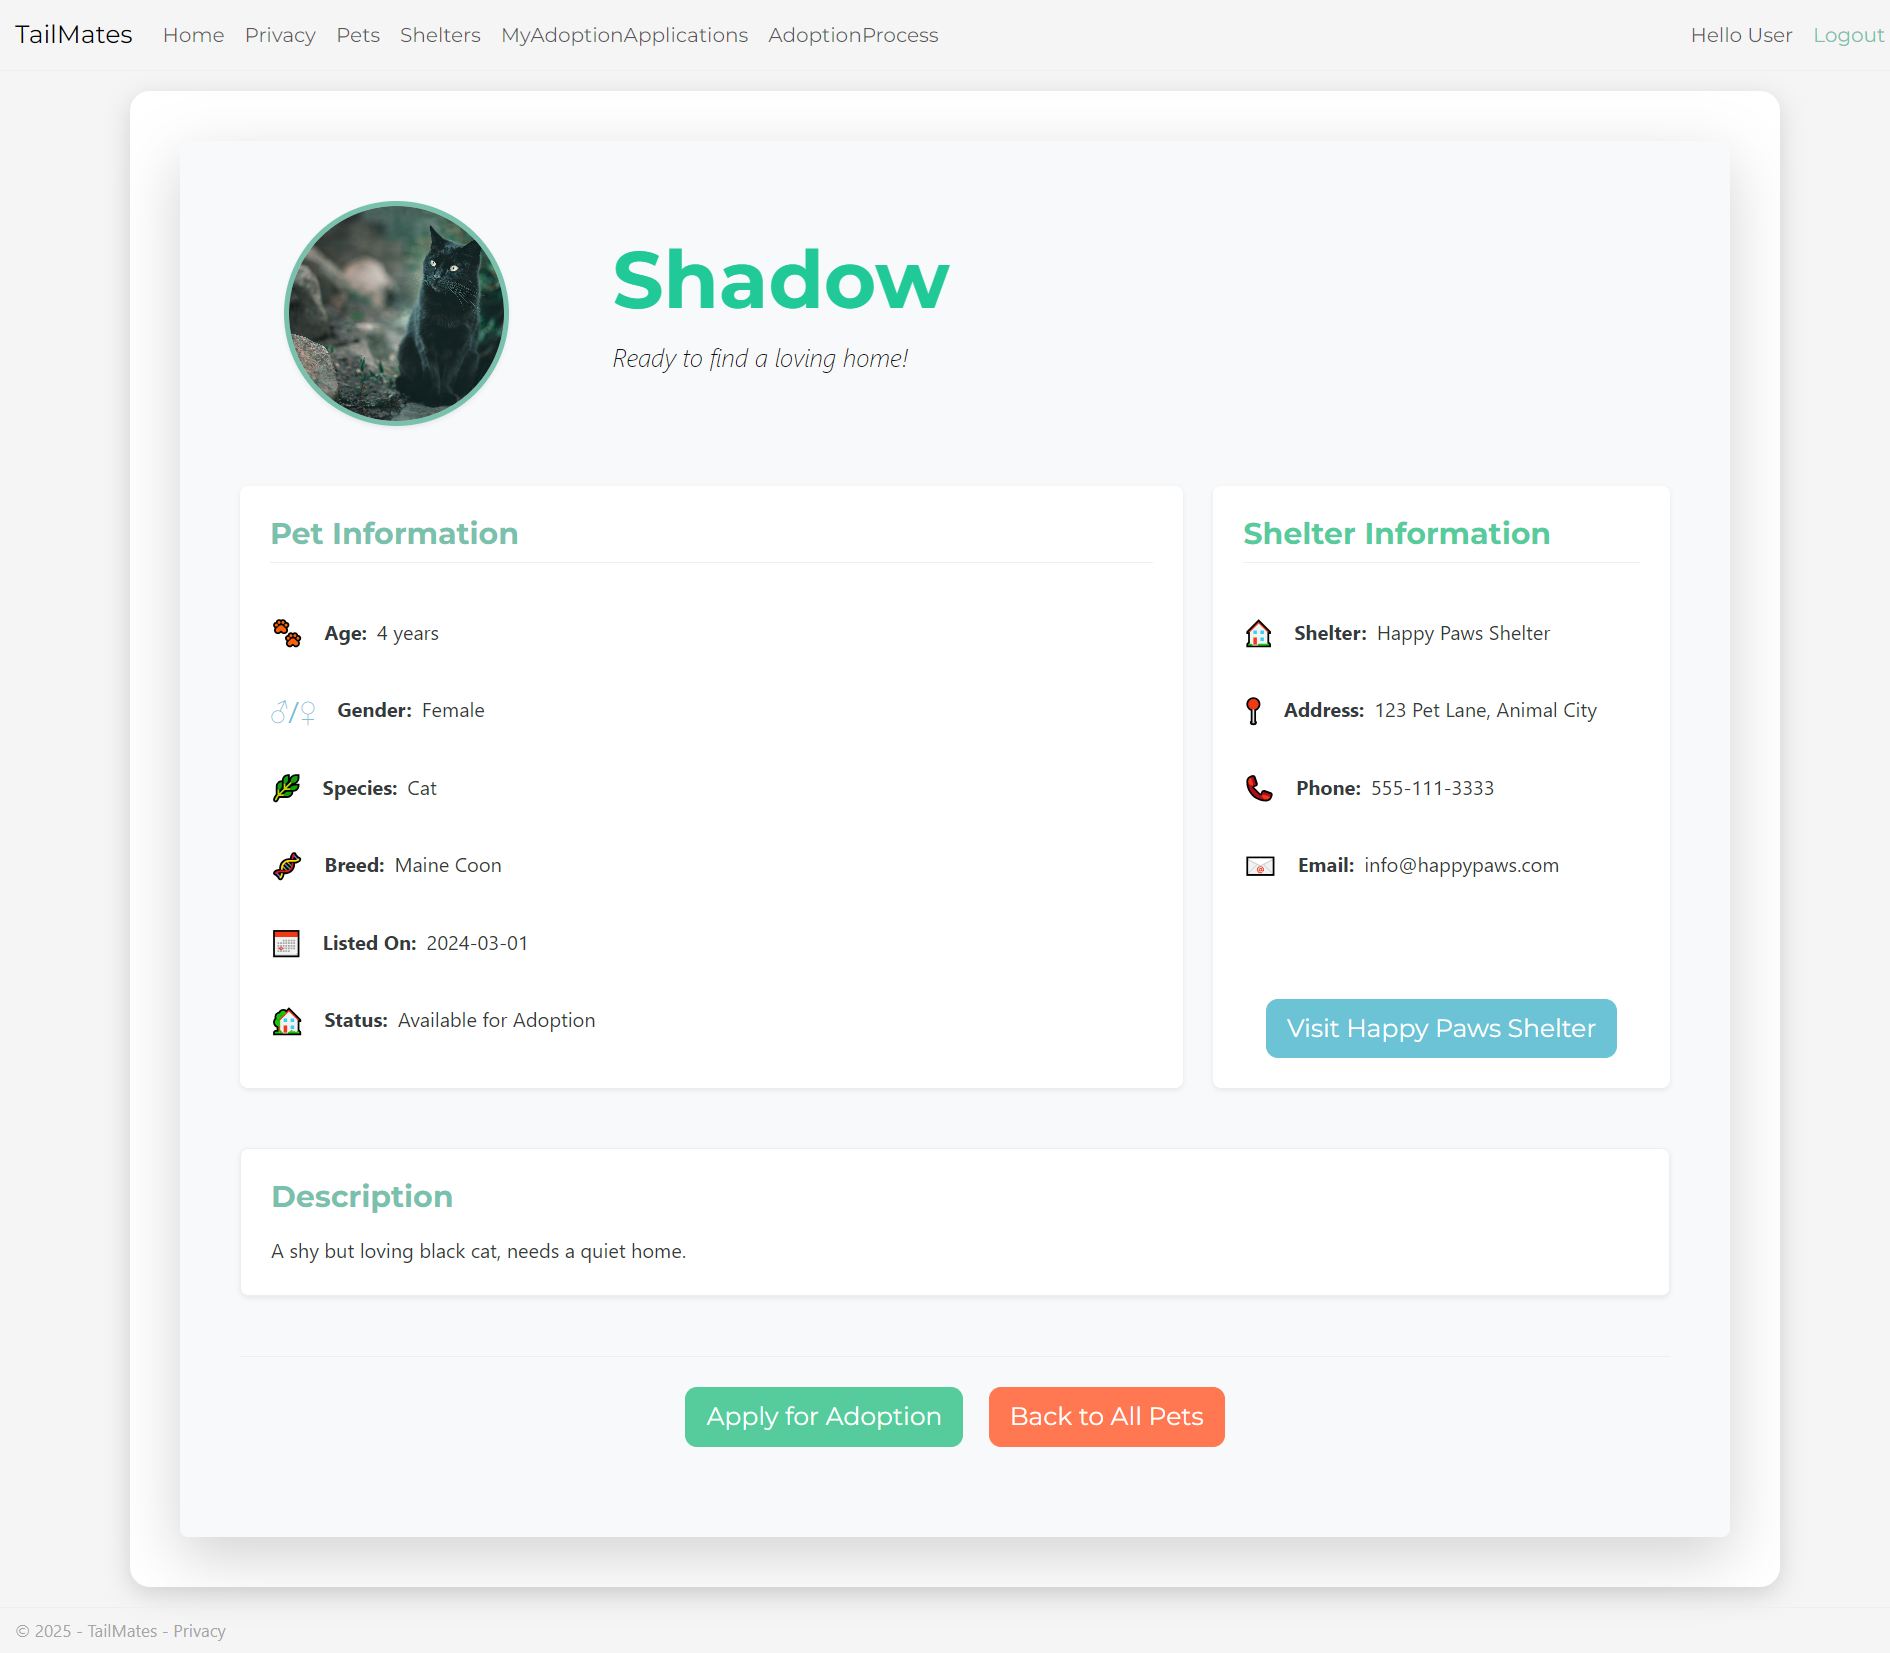 TailMates Home Privacy Pets Shelters MyAdoptionApplications AdoptionProcess Hello User Logout
Shadow
Ready to find a loving home!
Pet Information
Age: 4 years
♂/♀ Gender: Female
Species: Cat
Breed: Maine Coon
Listed On: 2024-03-01
Status: Available for Adoption
Shelter Information
Shelter: Happy Paws Shelter
Address: 123 Pet Lane, Animal City
Phone: 555-111-3333
Email: info@happypaws.com
Visit Happy Paws Shelter
Description
A shy but loving black cat, needs a quiet home.
Apply for Adoption Back to All Pets
© 2025 - TailMates - Privacy